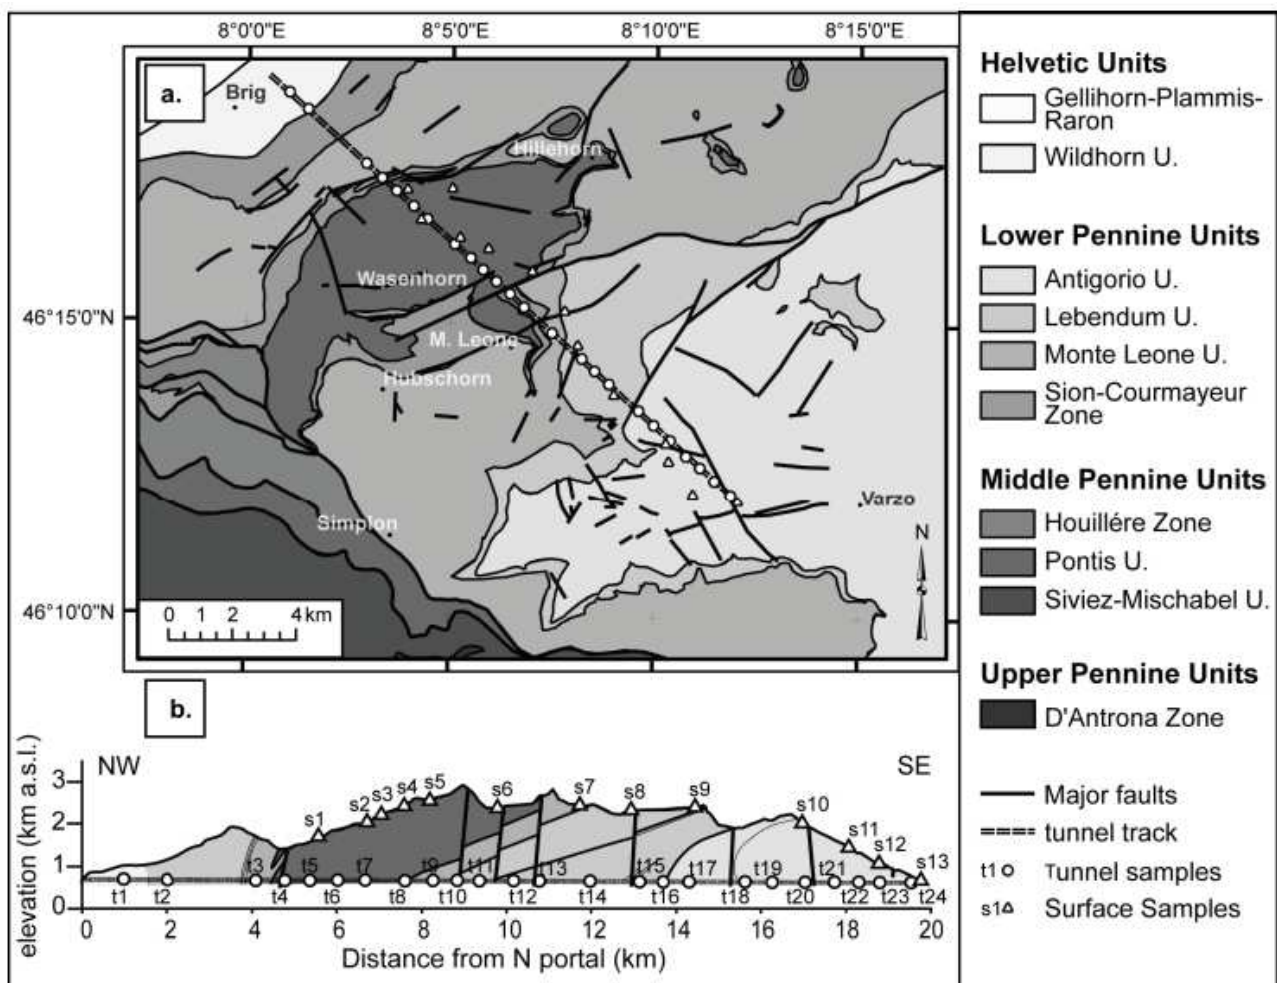 8°0'0"E 8°5'0"E 8°10'0"E 8°15'0"E
a.
Brig
Hillehorn
Wasenhorn
46°15'0"N
M. Leone
Hubschorn
Simplon
Varzo
N
46°10'0"N
0 1 2 4 km
Helvetic Units
Gellihorn-Plammis-
Raron
Wildhorn U.
Lower Pennine Units
Antigorio U.
Lebendum U.
Monte Leone U.
Sion-Courmayeur
Zone
Middle Pennine Units
Houillére Zone
Pontis U.
Siviez-Mischabel U.
Upper Pennine Units
D'Antrona Zone
Major faults
tunnel track
t1 Tunnel samples
s1 Surface Samples
b.
elevation (km a.s.l.)
NW SE
3
2
1
0
s1 s2 s3 s4 s5 s6 s7 s8 s9 s10 s11 s12 s13
t3 t5 t7 t9 t11 t13 t15 t17 t19 t21
t1 t2 t4 t6 t8 t10 t12 t14 t16 t18 t20 t22 t23 t24
0 2 4 6 8 10 12 14 16 18 20
Distance from N portal (km)